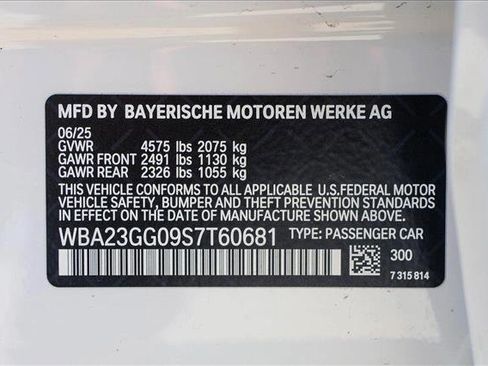 MFD BY BAYERISCHE MOTOREN WERKE AG
06/25
GVWR 4575 lbs 2075 kg
GAWR FRONT 2491 lbs 1130 kg
GAWR REAR 2326 lbs 1055 kg
THIS VEHICLE CONFORMS TO ALL APPLICABLE U.S.FEDERAL MOTOR
VEHICLE SAFETY, BUMPER AND THEFT PREVENTION STANDARDS
IN EFFECT ON THE DATE OF MANUFACTURE SHOWN ABOVE.
WBA23GG09S7T60681 TYPE: PASSENGER CAR
300
7 315 814